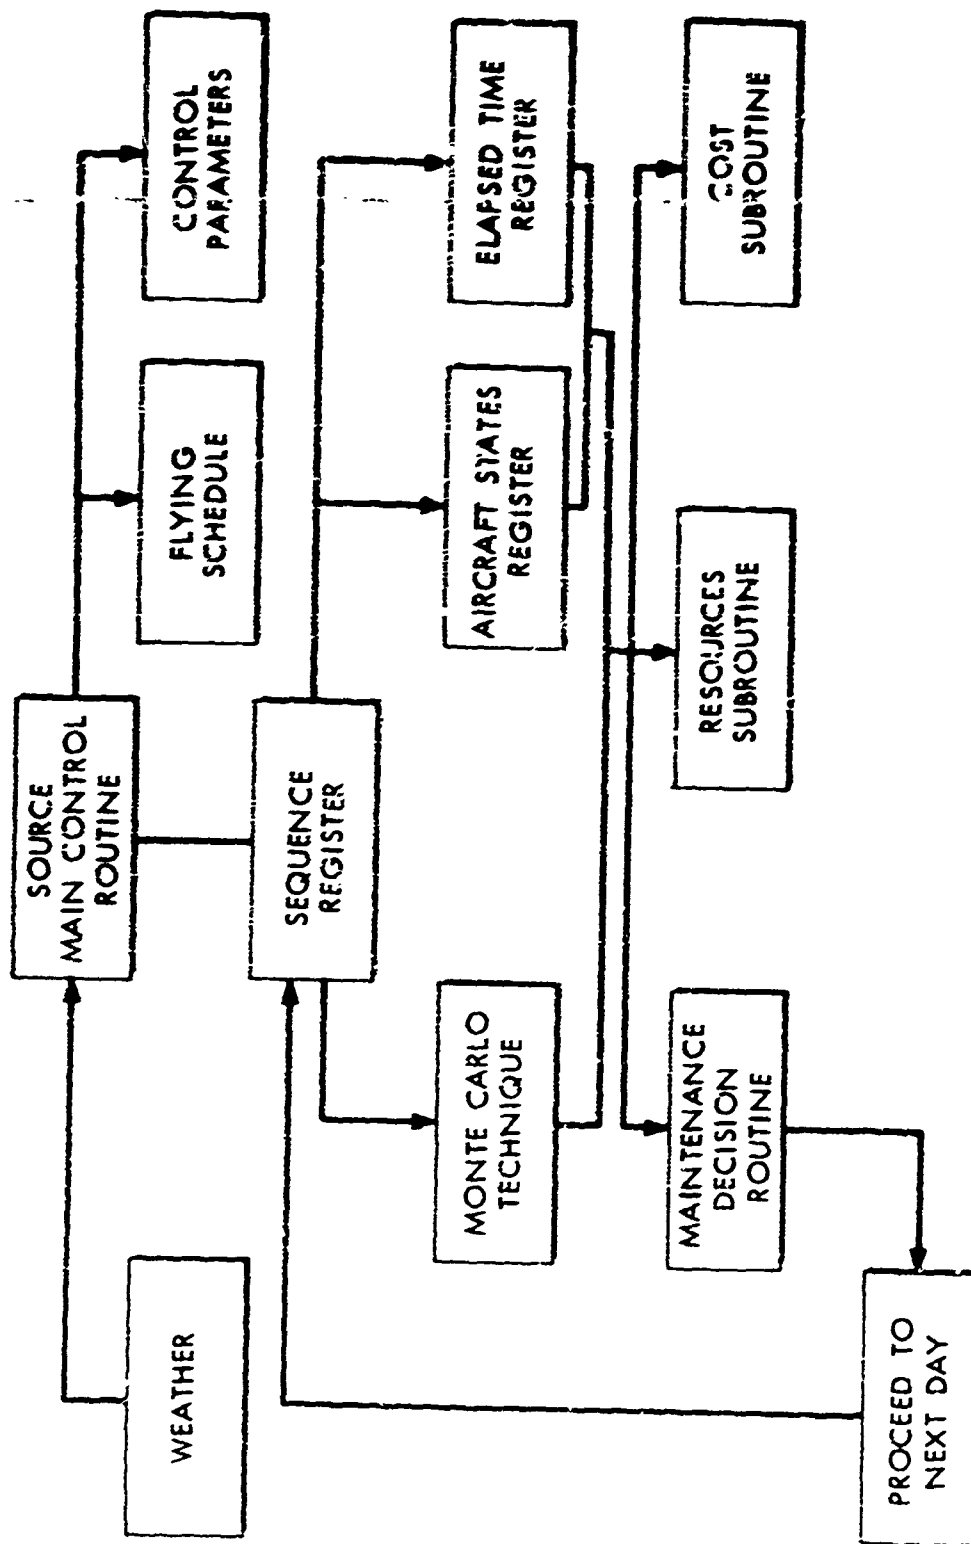 WEATHER
SOURCE
MAIN CONTROL
ROUTINE
FLYING
SCHEDULE
CONTROL
PARAMETERS
SEQUENCE
REGISTER
MONTE CARLO
TECHNIQUE
AIRCRAFT STATES
REGISTER
ELAPSED TIME
REGISTER
MAINTENANCE
DECISION
ROUTINE
RESOURCES
SUBROUTINE
COST
SUBROUTINE
PROCEED TO
NEXT DAY